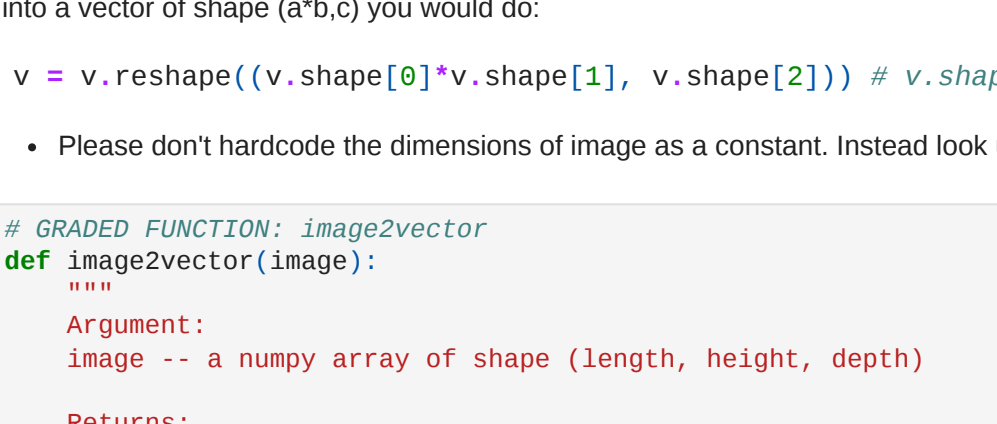 into a vector of shape (a*b,c) you would do:
v = v.reshape((v.shape[0]*v.shape[1], v.shape[2])) # v.shap
• Please don't hardcode the dimensions of image as a constant. Instead look
# GRADED FUNCTION: image2vector
def image2vector(image):
"""
Argument:
image -- a numpy array of shape (length, height, depth)
Returns: